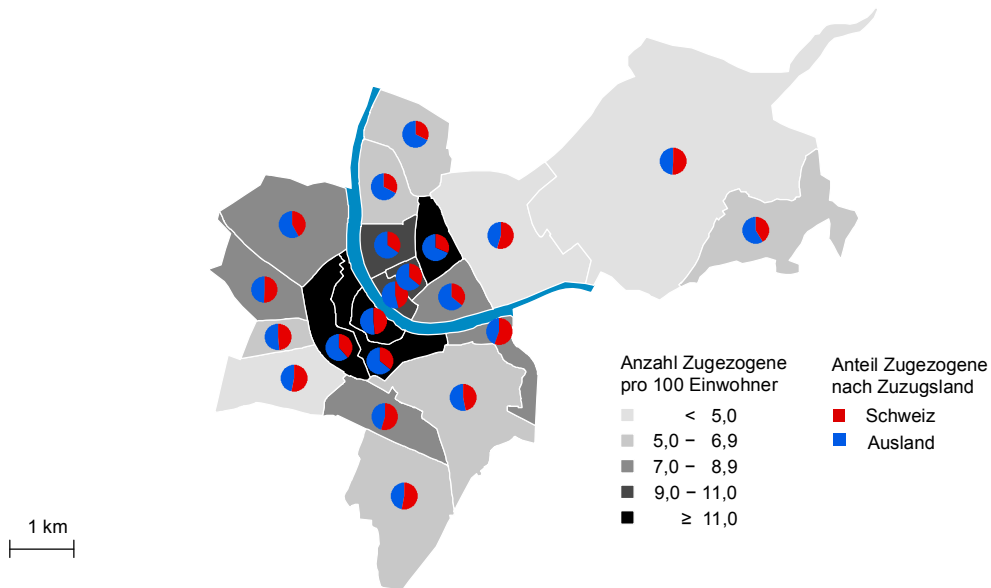 Anzahl Zugezogene
pro 100 Einwohner
< 5,0
5,0 – 6,9
7,0 – 8,9
9,0 – 11,0
≥ 11,0
Anteil Zugezogene
nach Zuzugsland
Schweiz
Ausland
1 km